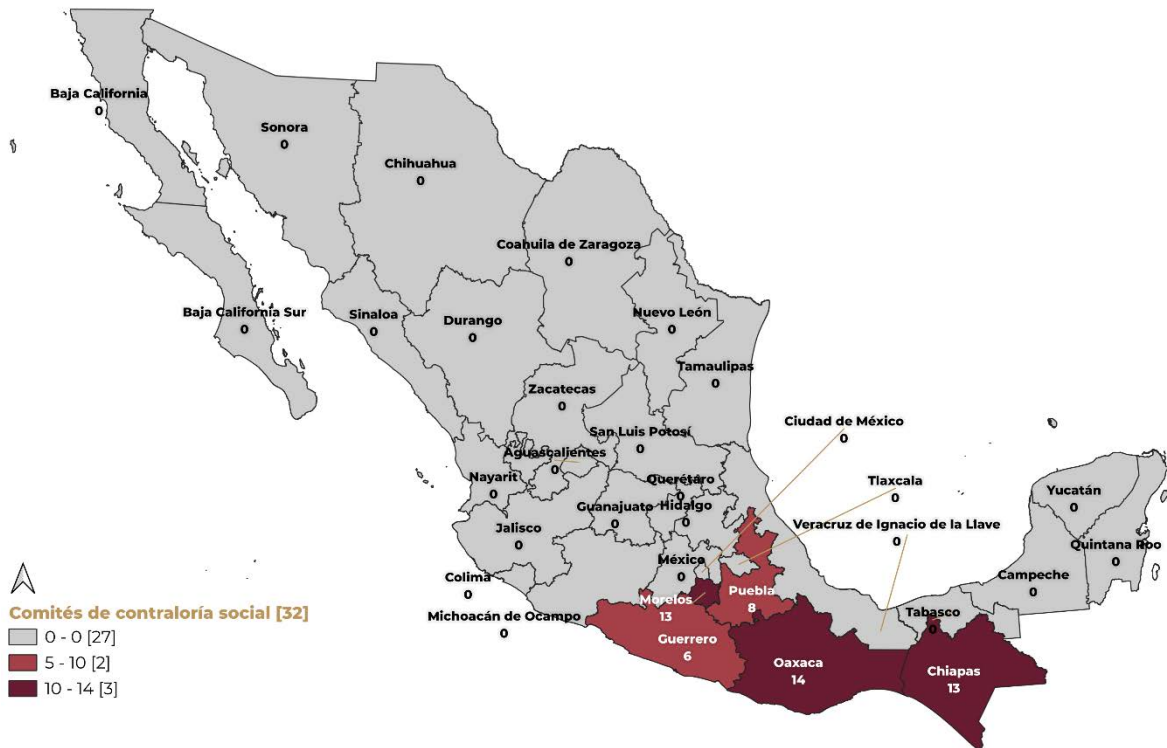 Baja California
0
Sonora
0
Chihuahua
0
Coahuila de Zaragoza
0
Baja California Sur
0
Sinaloa
0
Durango
0
Nuevo León
0
Tamaulipas
0
Zacatecas
0
San Luis Potosí
0
Ciudad de México
0
Aguascalientes
0
Nayarit
0
Querétaro
0
Tlaxcala
0
Yucatán
0
Guanajuato
0
Hidalgo
0
Jalisco
0
Veracruz de Ignacio de la Llave
0
Quintana Roo
0
México
0
Campeche
0
Colima
0
Morelos
13
Puebla
8
Michoacán de Ocampo
0
Tabasco
0
Guerrero
6
Oaxaca
14
Chiapas
13
Comités de contraloría social [32]
0 - 0 [27]
5 - 10 [2]
10 - 14 [3]